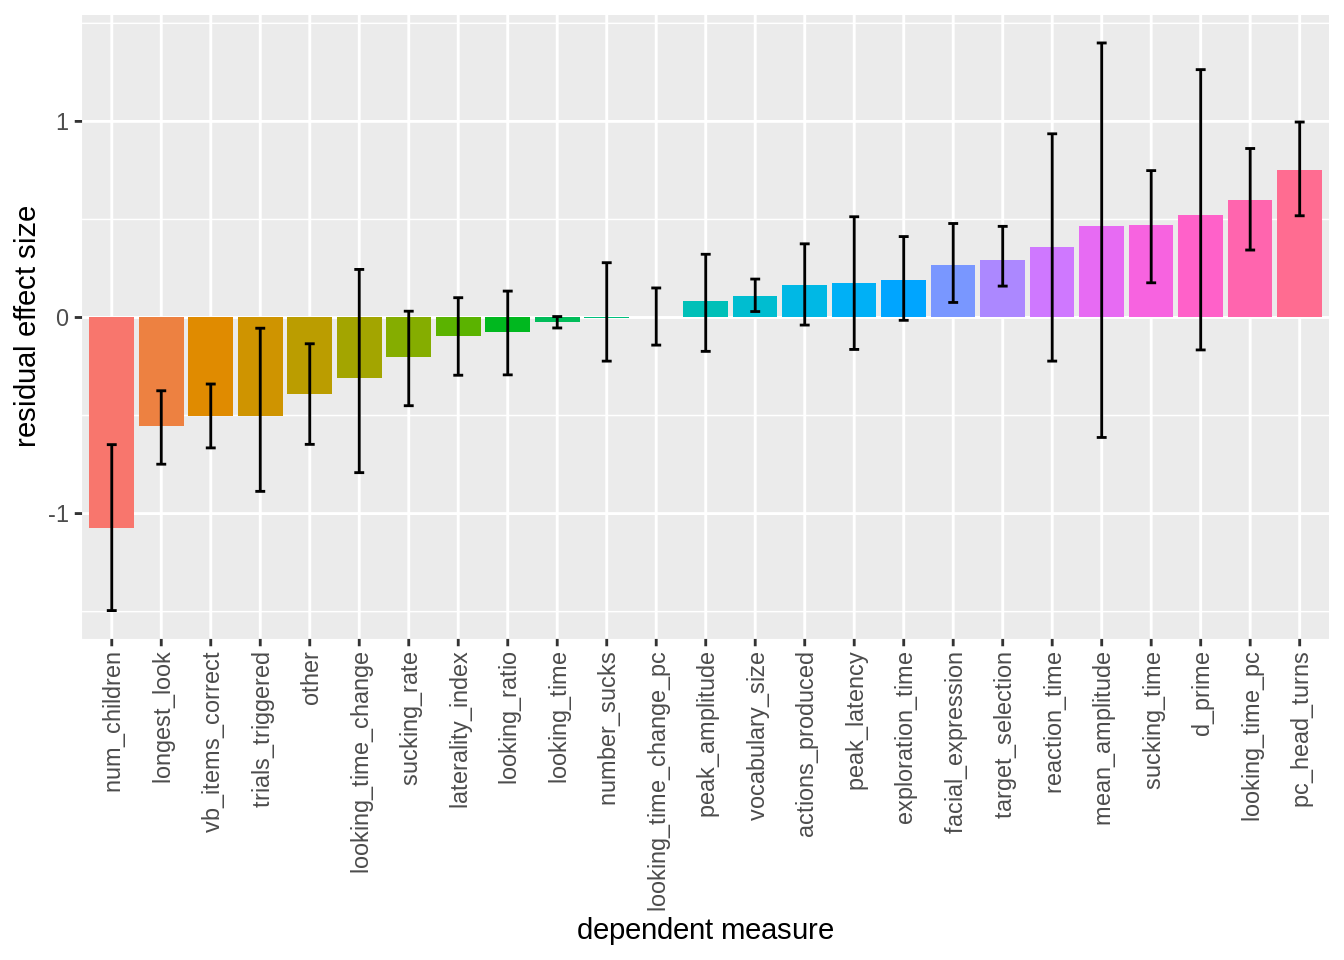 residual effect size
1
0
-1
num_children
longest_look
vb_items_correct
trials_triggered
other
looking_time_change
sucking_rate
laterality_index
looking_ratio
looking_time
number_sucks
looking_time_change_pc
peak_amplitude
vocabulary_size
actions_produced
peak_latency
exploration_time
facial_expression
target_selection
reaction_time
mean_amplitude
sucking_time
d_prime
looking_time_pc
pc_head_turns
dependent measure